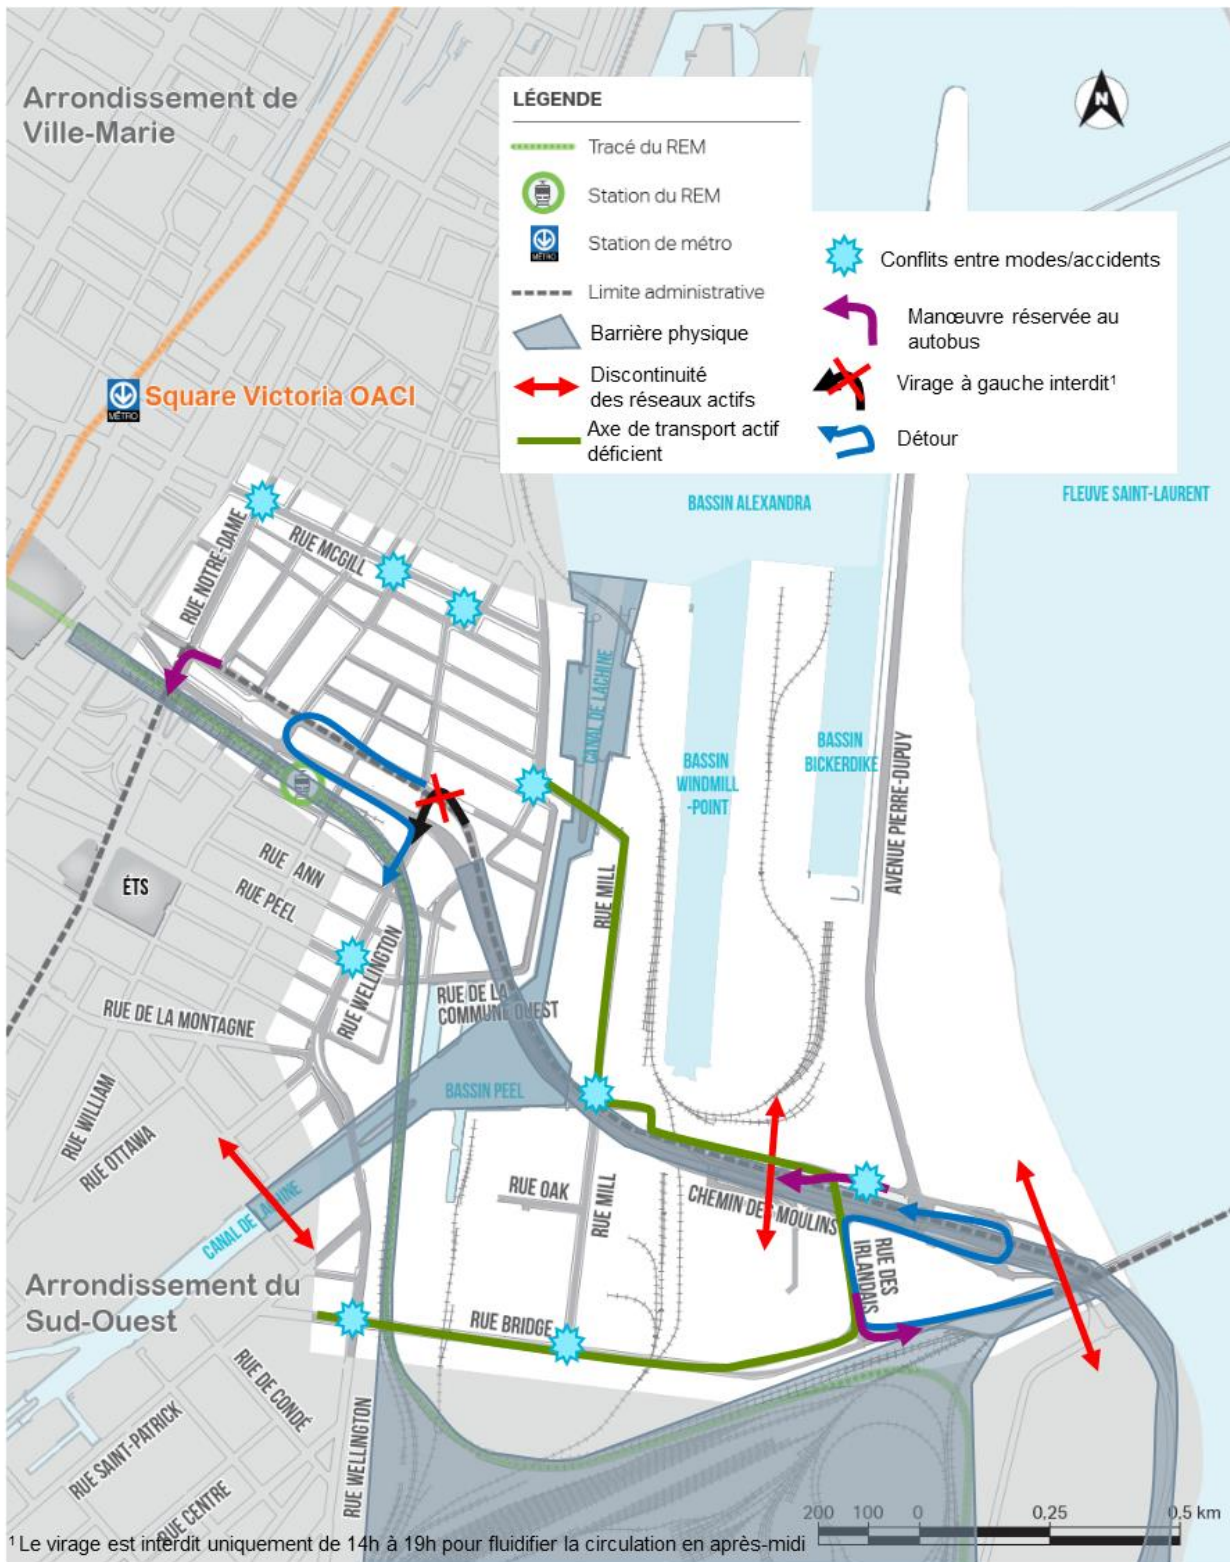 Arrondissement de
Ville-Marie
LÉGENDE
Tracé du REM
Station du REM
MÉTRO
Station de métro
Limite administrative
Barrière physique
Discontinuité
des réseaux actifs
Axe de transport actif
déficient
Conflits entre modes/accidents
Manœuvre réservée au
autobus
Virage à gauche interdit¹
Détour
N
MÉTRO
Square Victoria OACI
BASSIN ALEXANDRA
FLEUVE SAINT-LAURENT
RUE NOTRE-DAME
RUE MCGILL
CANAL DE LACHINE
BASSIN
WINDMILL
-POINT
BASSIN
BICKERDIKE
AVENUE PIERRE-DUPUY
RUE ANN
RUE PEEL
ÉTS
RUE MILL
RUE WELLINGTON
RUE DE LA
COMMUNE OUEST
RUE DE LA MONTAGNE
RUE WILLIAM
RUE OTTAWA
BASSIN PEEL
CANAL DE LACHINE
RUE OAK
RUE MILL
CHEMIN DES MOULINS
RUE DES
IRLANDAIS
Arrondissement du
Sud-Ouest
RUE BRIDGE
RUE DE CONDÉ
RUE SAINT-PATRICK
RUE CENTRE
RUE WELLINGTON
200 100 0 0,25 0,5 km
¹ Le virage est interdit uniquement de 14h à 19h pour fluidifier la circulation en après-midi